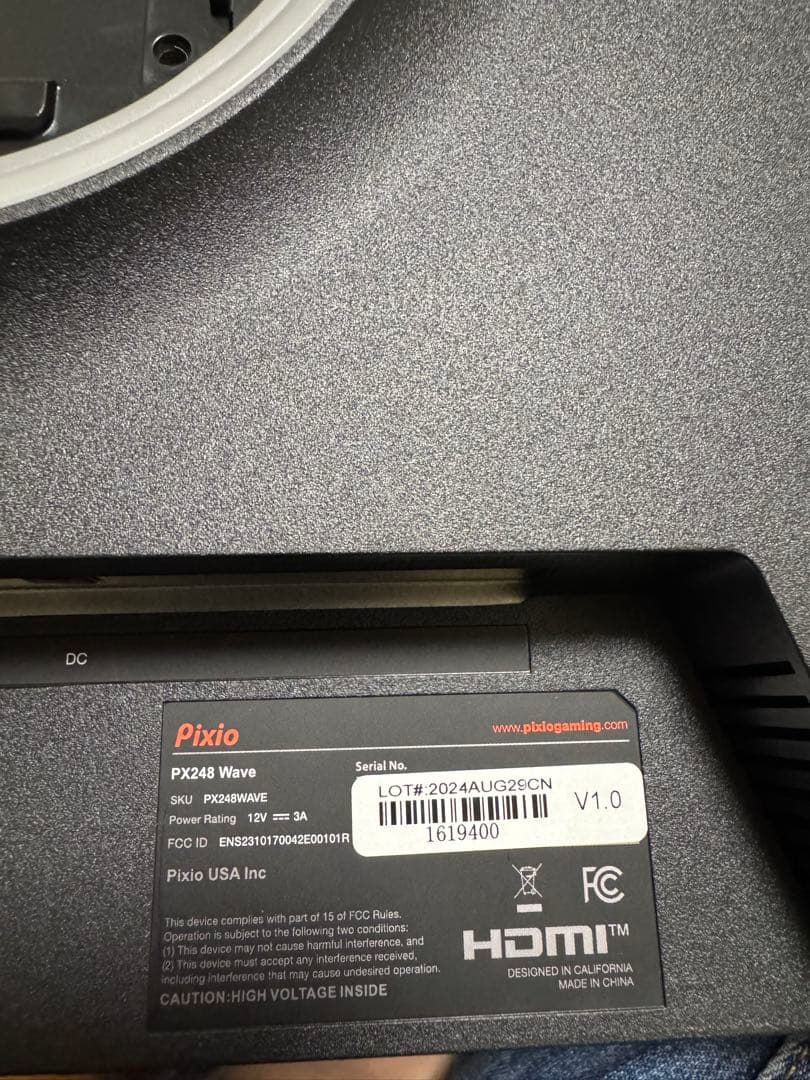 DC
Pixio
www.pixiogaming.com
PX248 Wave
Serial No.
SKU PX248WAVE
LOT#:2024AUG29CN
V1.0
1619400
Power Rating 12V 3A
FCC ID ENS2310170042E00101R
Pixio USA Inc
FC
This device complies with part of 15 of FCC Rules.
Operation is subject to the following two conditions:
(1) This device may not cause harmful interference, and
(2) This device must accept any interference received,
including interference that may cause undesired operation.
CAUTION:HIGH VOLTAGE INSIDE
HDMI™
DESIGNED IN CALIFORNIA
MADE IN CHINA